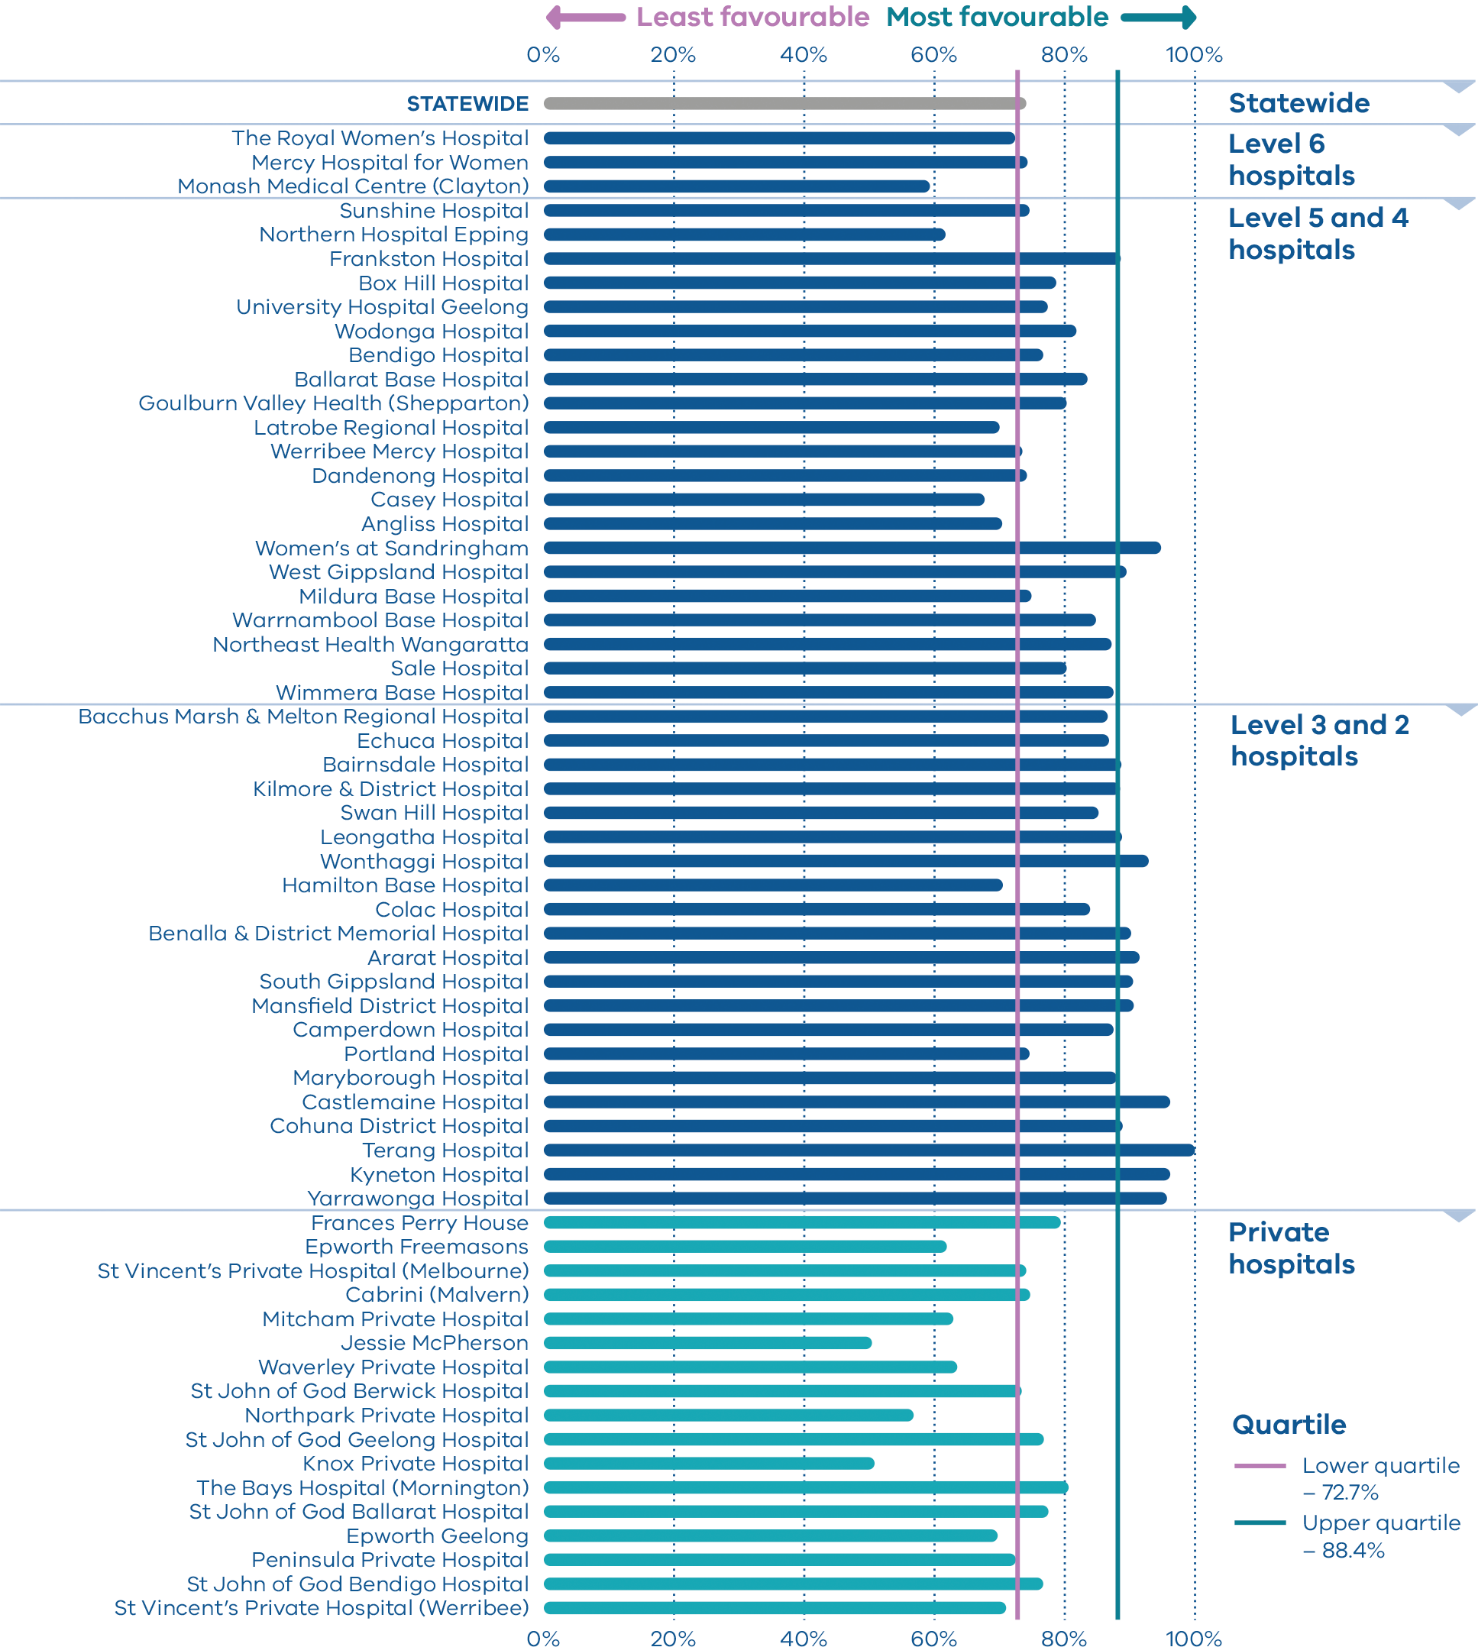 Least favourable Most favourable
0% 20% 40% 60% 80% 100%
STATEWIDE
Statewide
The Royal Women’s Hospital
Mercy Hospital for Women
Monash Medical Centre (Clayton)
Level 6
hospitals
Sunshine Hospital
Northern Hospital Epping
Frankston Hospital
Box Hill Hospital
University Hospital Geelong
Wodonga Hospital
Bendigo Hospital
Ballarat Base Hospital
Goulburn Valley Health (Shepparton)
Latrobe Regional Hospital
Werribee Mercy Hospital
Dandenong Hospital
Casey Hospital
Angliss Hospital
Women’s at Sandringham
West Gippsland Hospital
Mildura Base Hospital
Warrnambool Base Hospital
Northeast Health Wangaratta
Sale Hospital
Wimmera Base Hospital
Level 5 and 4
hospitals
Bacchus Marsh & Melton Regional Hospital
Echuca Hospital
Bairnsdale Hospital
Kilmore & District Hospital
Swan Hill Hospital
Leongatha Hospital
Wonthaggi Hospital
Hamilton Base Hospital
Colac Hospital
Benalla & District Memorial Hospital
Ararat Hospital
South Gippsland Hospital
Mansfield District Hospital
Camperdown Hospital
Portland Hospital
Maryborough Hospital
Castlemaine Hospital
Cohuna District Hospital
Terang Hospital
Kyneton Hospital
Yarrawonga Hospital
Level 3 and 2
hospitals
Frances Perry House
Epworth Freemasons
St Vincent’s Private Hospital (Melbourne)
Cabrini (Malvern)
Mitcham Private Hospital
Jessie McPherson
Waverley Private Hospital
St John of God Berwick Hospital
Northpark Private Hospital
St John of God Geelong Hospital
Knox Private Hospital
The Bays Hospital (Mornington)
St John of God Ballarat Hospital
Epworth Geelong
Peninsula Private Hospital
St John of God Bendigo Hospital
St Vincent’s Private Hospital (Werribee)
Private
hospitals
Quartile
Lower quartile
– 72.7%
Upper quartile
– 88.4%
0% 20% 40% 60% 80% 100%